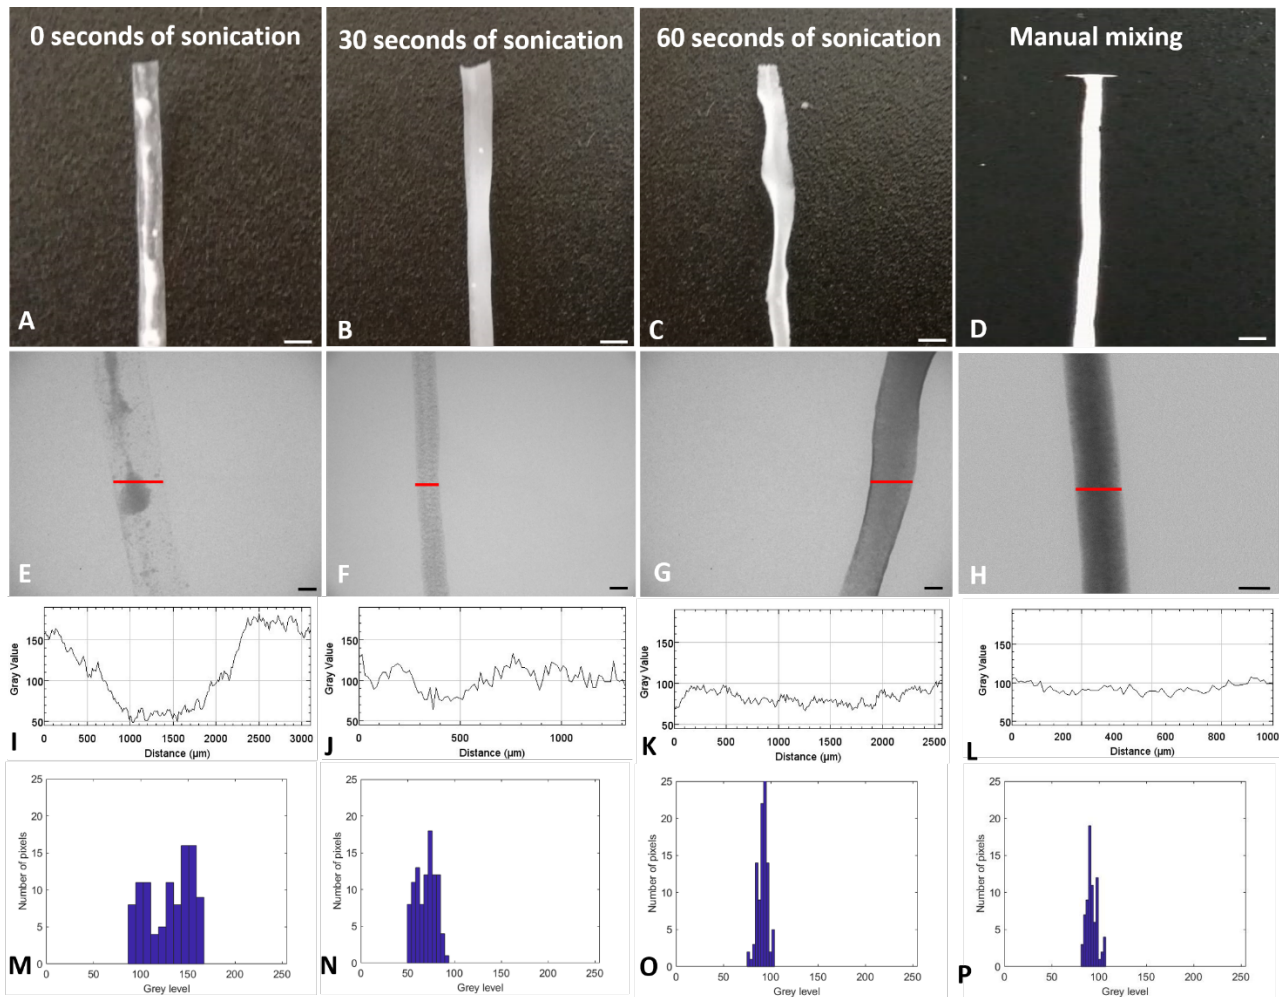 0 seconds of sonication
30 seconds of sonication
60 seconds of sonication
Manual mixing
A
B
C
D
E
F
G
H
150
100
50
Gray Value
0
500
1000
1500
2000
2500
3000
Distance (µm)
I
150
100
50
Gray Value
0
500
1000
Distance (µm)
J
150
100
50
Gray Value
0
500
1000
1500
2000
2500
Distance (µm)
K
150
100
50
Gray Value
0
200
400
600
800
1000
Distance (µm)
L
25
20
15
10
5
0
Number of pixels
0
50
100
150
200
250
Grey level
M
25
20
15
10
5
0
Number of pixels
0
50
100
150
200
250
Grey level
N
25
20
15
10
5
0
Number of pixels
0
50
100
150
200
250
Grey level
O
25
20
15
10
5
0
Number of pixels
0
50
100
150
200
250
Grey level
P